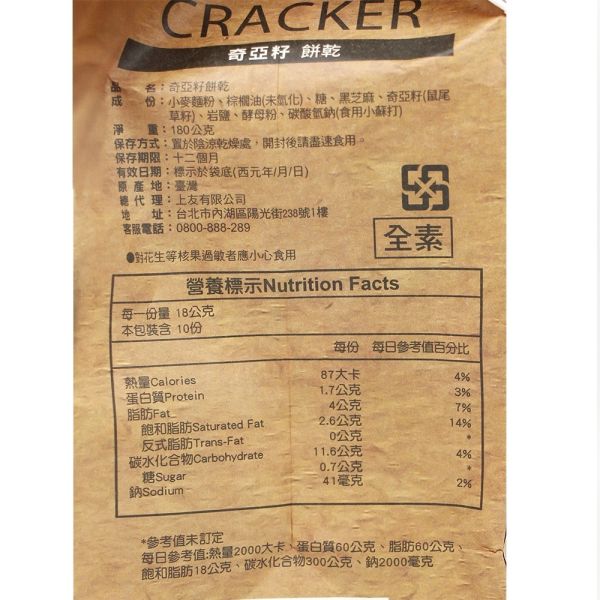 CRACKER
奇亞籽 餅乾
品 名：奇亞籽餅乾
成 份：小麥麵粉、棕櫚油(未氫化)、糖、黑芝麻、奇亞籽(鼠尾
草籽)、岩鹽、酵母粉、碳酸氫鈉(食用小蘇打)
淨 重：180公克
保存方式：置於陰涼乾燥處，開封後請盡速食用。
保存期限：十二個月
有效日期：標示於袋底(西元年/月/日)
原 產 地：臺灣
總 代 理：上友有限公司
地 址：台北市內湖區陽光街238號1樓
客服電話：0800-888-289
全素
●對花生等核果過敏者應小心食用
營養標示Nutrition Facts
每一份量 18公克
本包裝含 10份
每份 每日參考值百分比
熱量Calories 87大卡 4%
蛋白質Protein 1.7公克 3%
脂肪Fat 4公克 7%
飽和脂肪Saturated Fat 2.6公克 14%
反式脂肪Trans-Fat 0公克 *
碳水化合物Carbohydrate 11.6公克 4%
糖Sugar 0.7公克 *
鈉Sodium 41毫克 2%
*參考值未訂定
每日參考值:熱量2000大卡、蛋白質60公克、脂肪60公克、
飽和脂肪18公克、碳水化合物300公克、鈉2000毫克